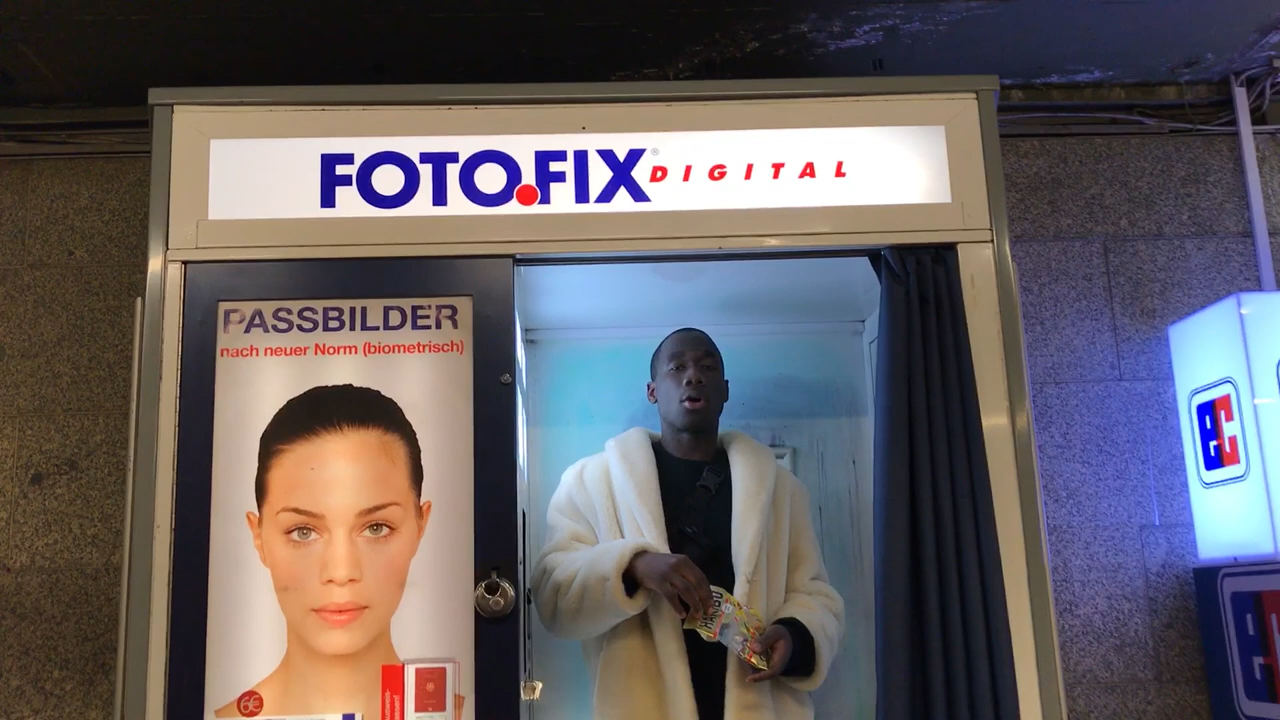 FOTO.FIX® DIGITAL
PASSBILDER
nach neuer Norm (biometrisch)
HARIBO
6€